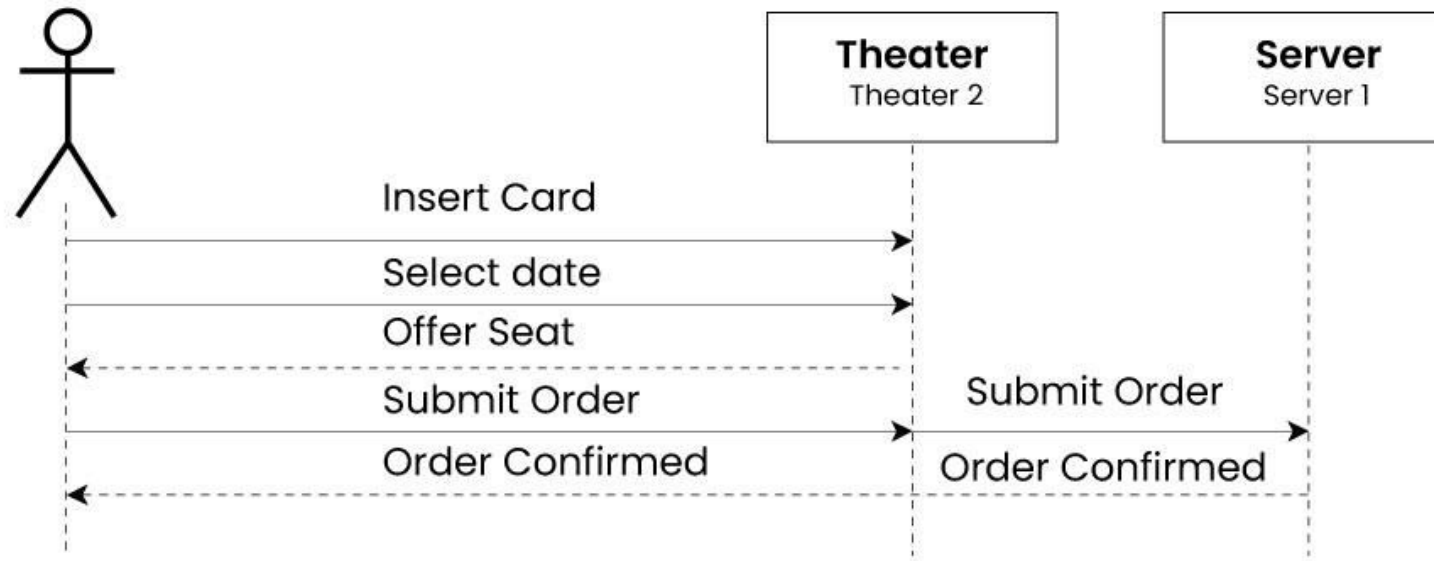 Theater
Theater 2
Server
Server 1
Insert Card
Select date
Offer Seat
Submit Order
Submit Order
Order Confirmed
Order Confirmed